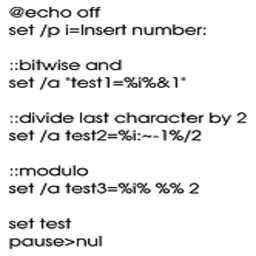 @echo off
set /p i=Insert number:
::bitwise and
set /a "test1=%i%&1"
::divide last character by 2
set /a test2=%i:~-1%/2
::modulo
set /a test3=%i% %% 2
set test
pause>nul